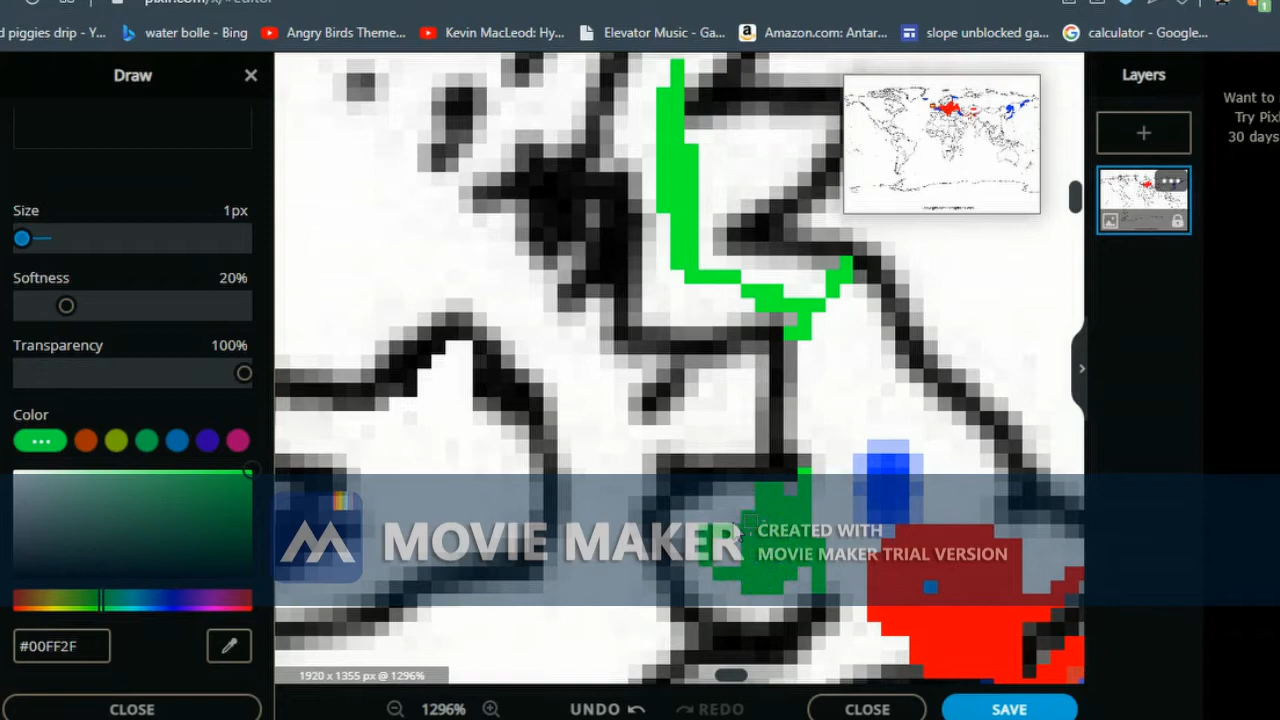 d piggies drip - Y...
water bolle - Bing
Angry Birds Theme...
Kevin MacLeod: Hy...
Elevator Music - Ga...
Amazon.com: Antar...
slope unblocked ga...
calculator - Google...
Draw
Layers
Want to
Try Pixl
30 days
Size 1px
Softness 20%
Transparency 100%
Color
MOVIE MAKER
CREATED WITH
MOVIE MAKER TRIAL VERSION
#00FF2F
1920 x 1355 px @ 1296%
CLOSE
1296%
UNDO
REDO
CLOSE
SAVE